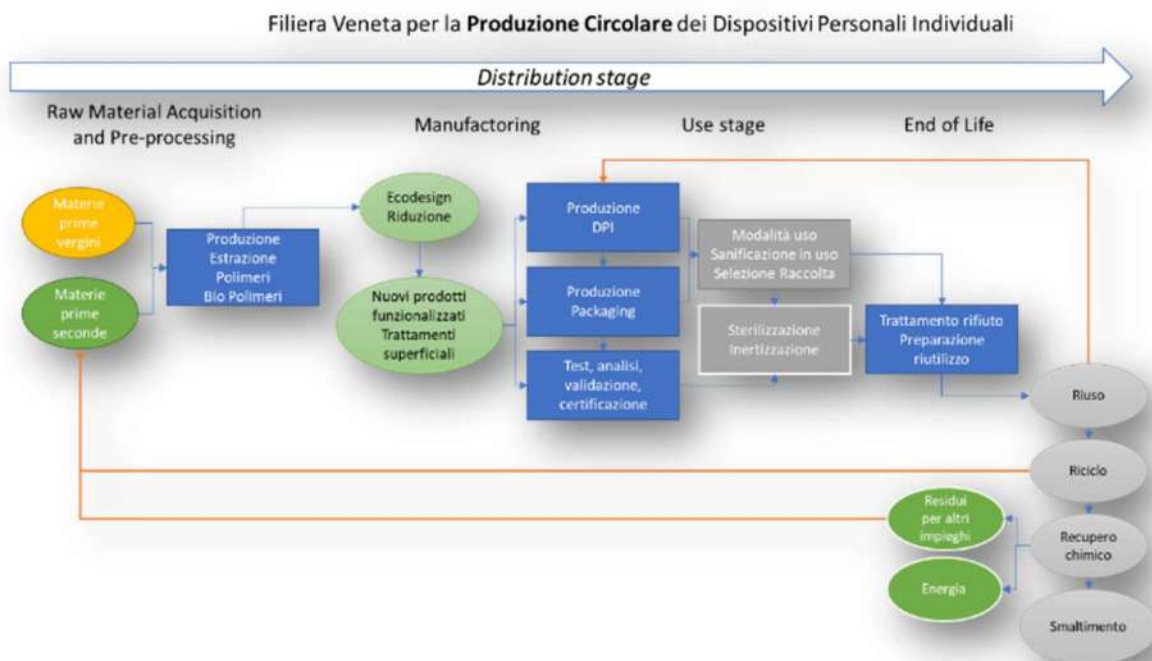 Filiera Veneta per la Produzione Circolare dei Dispositivi Personali Individuali
Distribution stage
Raw Material Acquisition
and Pre-processing
Manufactoring
Use stage
End of Life
Materie
prime
vergini
Materie
prime
seconde
Produzione
Estrazione
Polimeri
Bio Polimeri
Ecodesign
Riduzione
Nuovi prodotti
funzionalizzati
Trattamenti
superficiali
Produzione
DPI
Produzione
Packaging
Test, analisi,
validazione,
certificazione
Modalità uso
Sanificazione in uso
Selezione Raccolta
Sterilizzazione
Inertizzazione
Trattamento rifiuto
Preparazione
riutilizzo
Riuso
Riciclo
Recupero
chimico
Smaltimento
Residui
per altri
impieghi
Energia